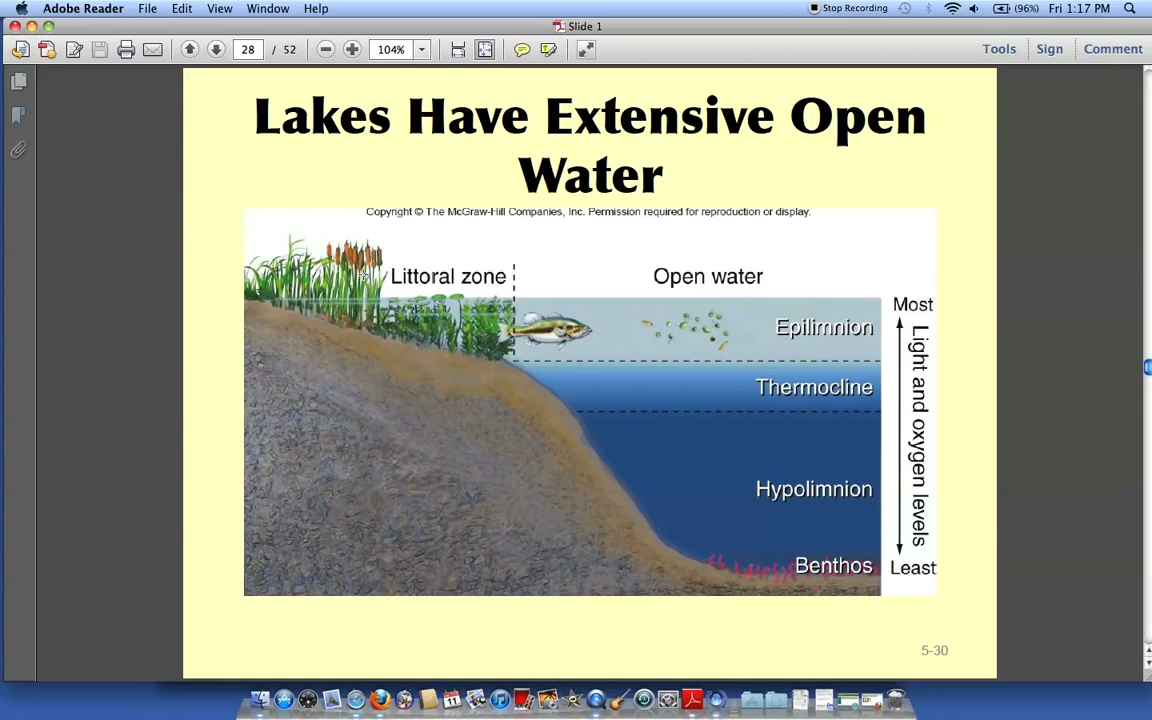 Adobe Reader File Edit View Window Help Stop Recording (96%) Fri 1:17 PM
Slide 1
28 / 52 104% Tools Sign Comment
Lakes Have Extensive Open
Water
Copyright © The McGraw-Hill Companies, Inc. Permission required for reproduction or display.
Littoral zone
Open water
Most
Epilimnion
Thermocline
Hypolimnion
Benthos
Light and oxygen levels
Least
5-30
11